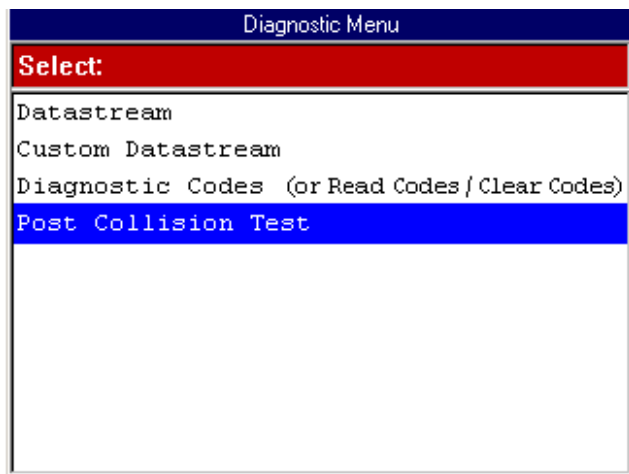 Diagnostic Menu
Select:
Datastream
Custom Datastream
Diagnostic Codes (or Read Codes / Clear Codes)
Post Collision Test